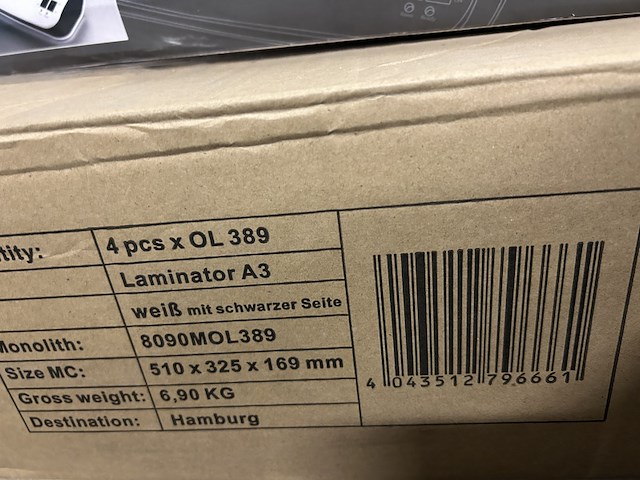 tity: 4 pcs x OL 389
Laminator A3
weiß mit schwarzer Seite
Monolith: 8090MOL389
Size MC: 510 x 325 x 169 mm
Gross weight: 6,90 KG
Destination: Hamburg
4 043512 796661